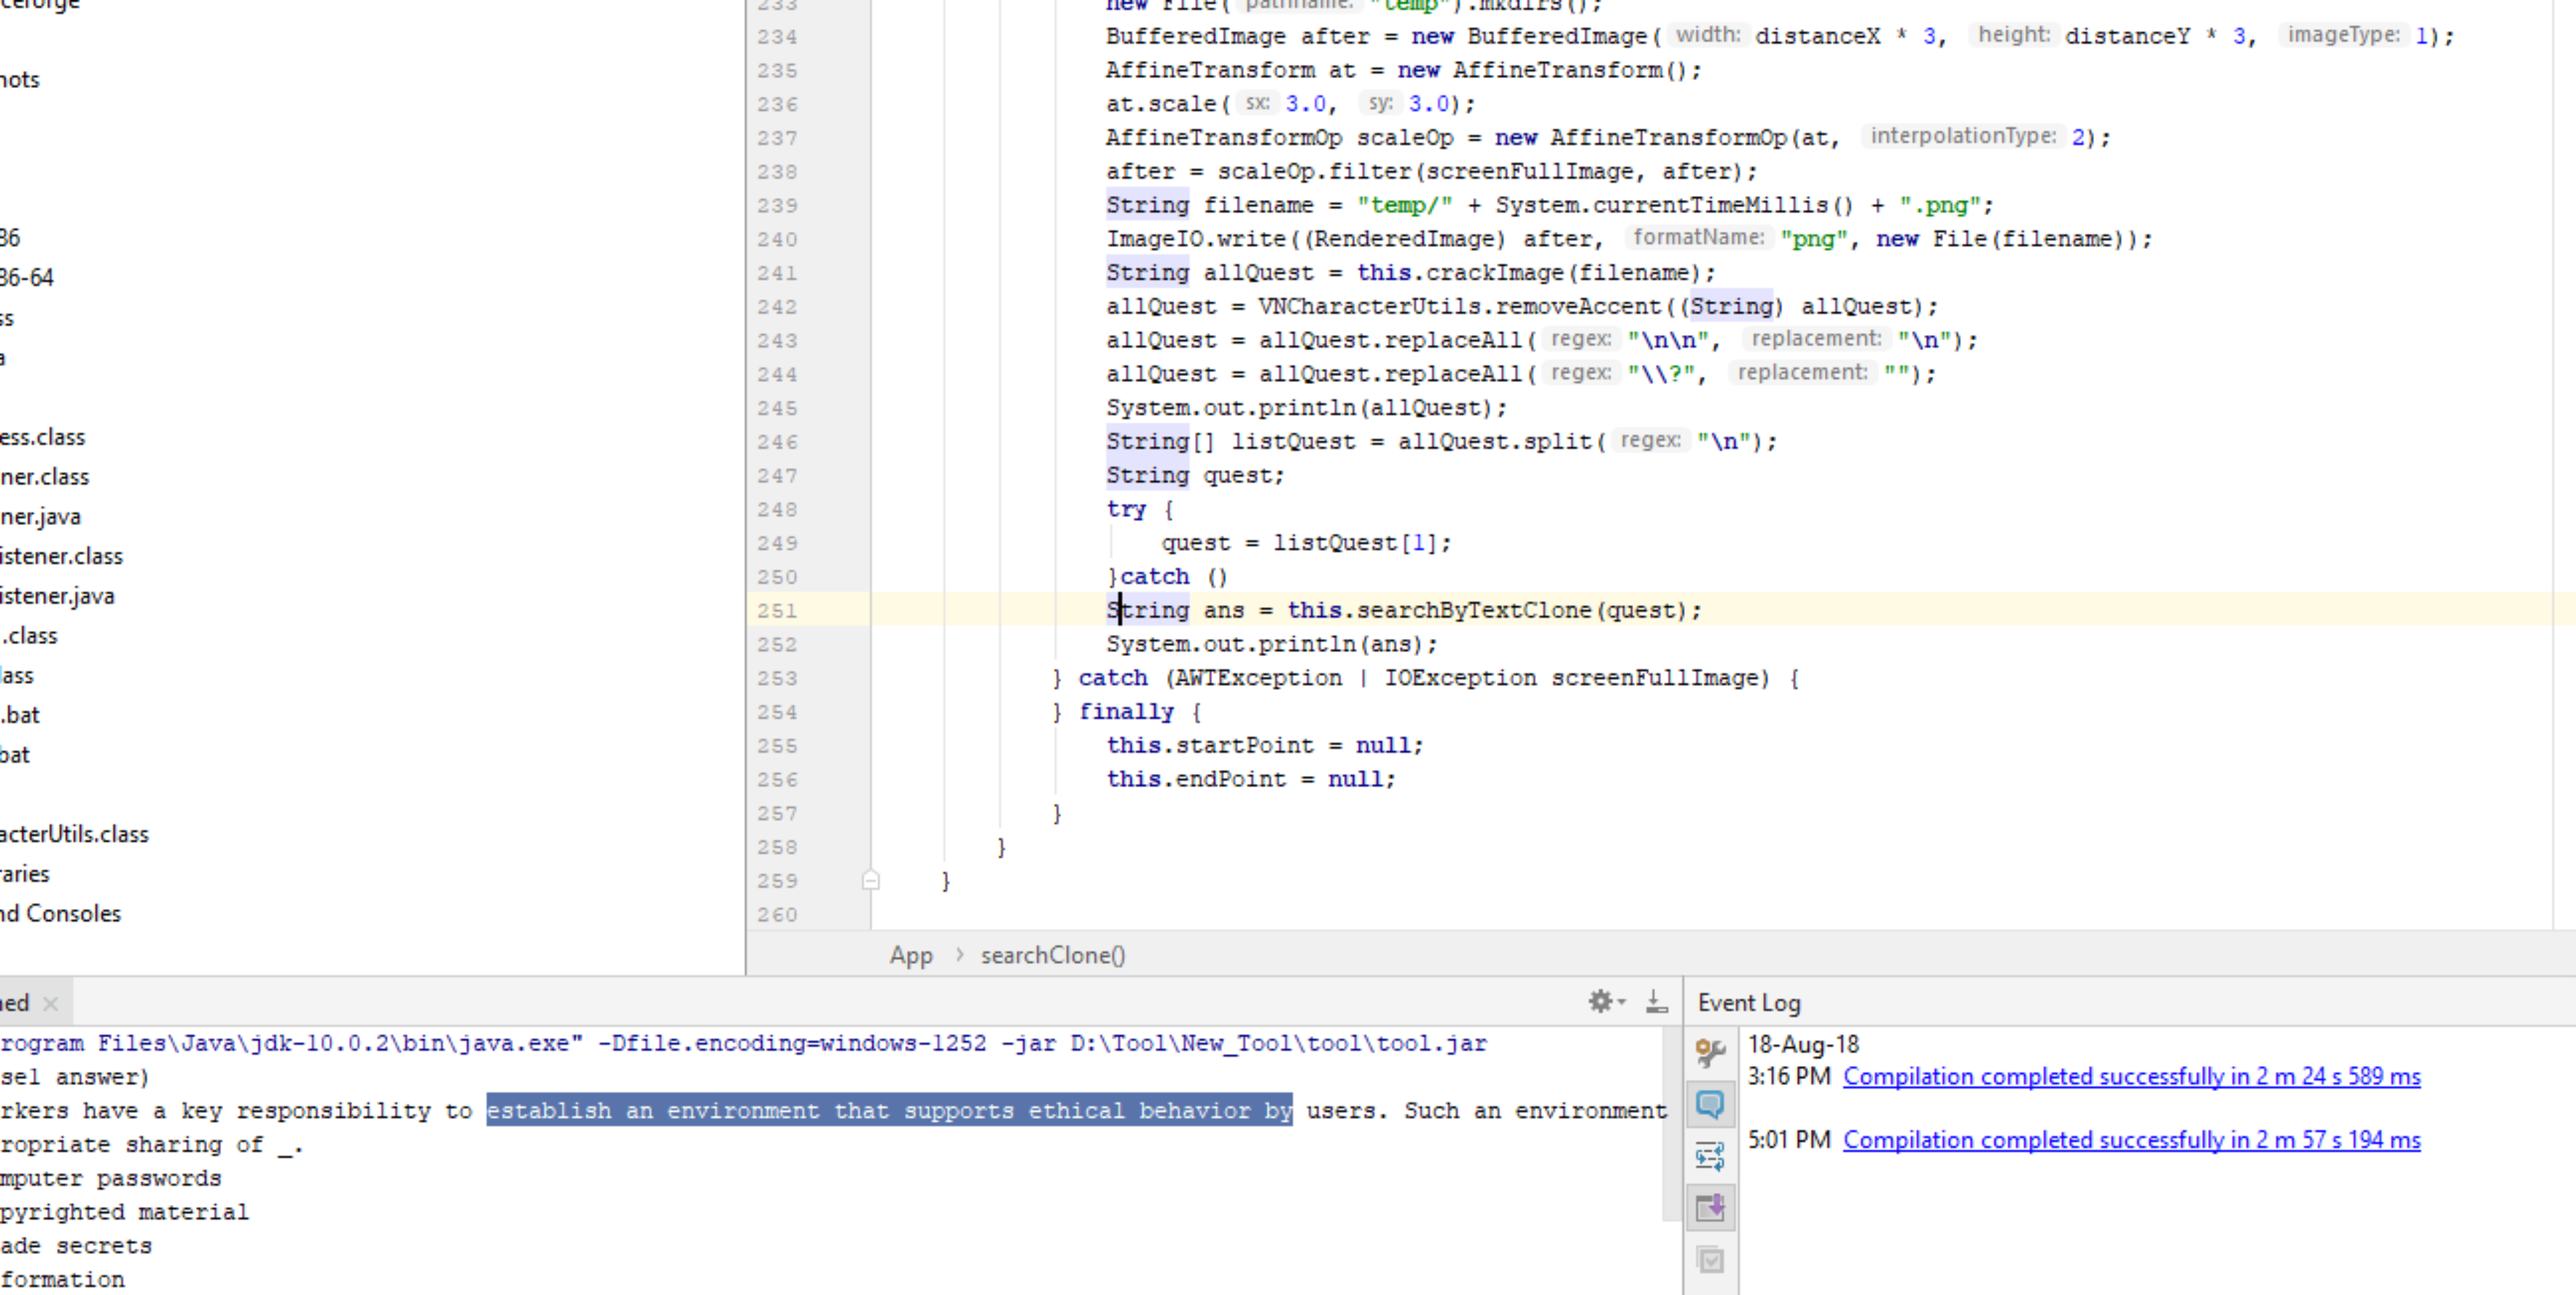 ceforge
nots
86
86-64
ss
a
ess.class
ner.class
ner.java
istener.class
istener.java
.class
lass
.bat
bat
acterUtils.class
raries
nd Consoles
233 new File( pathname: "temp").mkdirs();
234 BufferedImage after = new BufferedImage( width: distanceX * 3, height: distanceY * 3, imageType: 1);
235 AffineTransform at = new AffineTransform();
236 at.scale( sx: 3.0, sy: 3.0);
237 AffineTransformOp scaleOp = new AffineTransformOp(at, interpolationType: 2);
238 after = scaleOp.filter(screenFullImage, after);
239 String filename = "temp/" + System.currentTimeMillis() + ".png";
240 ImageIO.write((RenderedImage) after, formatName: "png", new File(filename));
241 String allQuest = this.crackImage(filename);
242 allQuest = VNCharacterUtils.removeAccent((String) allQuest);
243 allQuest = allQuest.replaceAll( regex: "\n\n", replacement: "\n");
244 allQuest = allQuest.replaceAll( regex: "\\?", replacement: "");
245 System.out.println(allQuest);
246 String[] listQuest = allQuest.split( regex: "\n");
247 String quest;
248 try {
249 quest = listQuest[1];
250 }catch ()
251 String ans = this.searchByTextClone(quest);
252 System.out.println(ans);
253 } catch (AWTException | IOException screenFullImage) {
254 } finally {
255 this.startPoint = null;
256 this.endPoint = null;
257 }
258 }
259 }
260
App › searchClone()
ned
rogram Files\Java\jdk-10.0.2\bin\java.exe" -Dfile.encoding=windows-1252 -jar D:\Tool\New_Tool\tool\tool.jar
sel answer)
rkers have a key responsibility to establish an environment that supports ethical behavior by users. Such an environment
ropriate sharing of _.
mputer passwords
pyrighted material
ade secrets
formation
Event Log
18-Aug-18
3:16 PM Compilation completed successfully in 2 m 24 s 589 ms
5:01 PM Compilation completed successfully in 2 m 57 s 194 ms